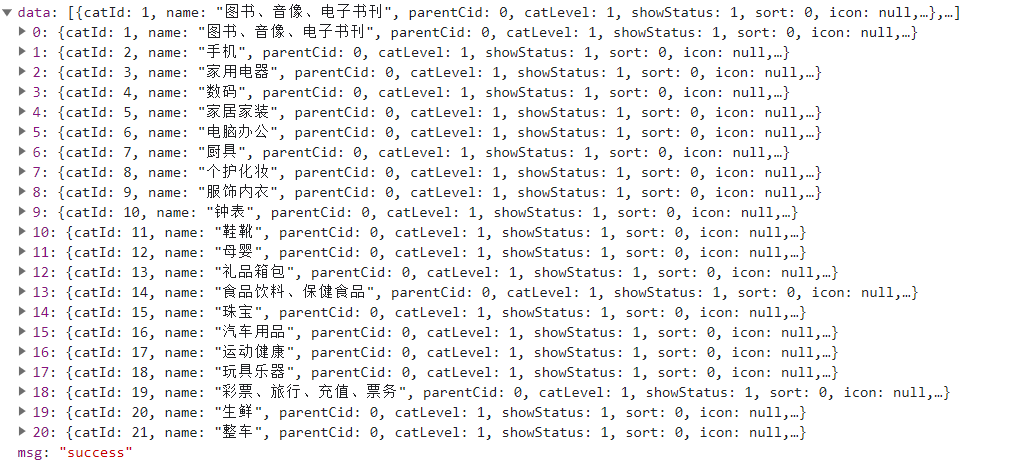 data: [{catId: 1, name: "图书、音像、电子书刊", parentCid: 0, catLevel: 1, showStatus: 1, sort: 0, icon: null,…},…]
0: {catId: 1, name: "图书、音像、电子书刊", parentCid: 0, catLevel: 1, showStatus: 1, sort: 0, icon: null,…}
1: {catId: 2, name: "手机", parentCid: 0, catLevel: 1, showStatus: 1, sort: 0, icon: null,…}
2: {catId: 3, name: "家用电器", parentCid: 0, catLevel: 1, showStatus: 1, sort: 0, icon: null,…}
3: {catId: 4, name: "数码", parentCid: 0, catLevel: 1, showStatus: 1, sort: 0, icon: null,…}
4: {catId: 5, name: "家居家装", parentCid: 0, catLevel: 1, showStatus: 1, sort: 0, icon: null,…}
5: {catId: 6, name: "电脑办公", parentCid: 0, catLevel: 1, showStatus: 1, sort: 0, icon: null,…}
6: {catId: 7, name: "厨具", parentCid: 0, catLevel: 1, showStatus: 1, sort: 0, icon: null,…}
7: {catId: 8, name: "个护化妆", parentCid: 0, catLevel: 1, showStatus: 1, sort: 0, icon: null,…}
8: {catId: 9, name: "服饰内衣", parentCid: 0, catLevel: 1, showStatus: 1, sort: 0, icon: null,…}
9: {catId: 10, name: "钟表", parentCid: 0, catLevel: 1, showStatus: 1, sort: 0, icon: null,…}
10: {catId: 11, name: "鞋靴", parentCid: 0, catLevel: 1, showStatus: 1, sort: 0, icon: null,…}
11: {catId: 12, name: "母婴", parentCid: 0, catLevel: 1, showStatus: 1, sort: 0, icon: null,…}
12: {catId: 13, name: "礼品箱包", parentCid: 0, catLevel: 1, showStatus: 1, sort: 0, icon: null,…}
13: {catId: 14, name: "食品饮料、保健食品", parentCid: 0, catLevel: 1, showStatus: 1, sort: 0, icon: null,…}
14: {catId: 15, name: "珠宝", parentCid: 0, catLevel: 1, showStatus: 1, sort: 0, icon: null,…}
15: {catId: 16, name: "汽车用品", parentCid: 0, catLevel: 1, showStatus: 1, sort: 0, icon: null,…}
16: {catId: 17, name: "运动健康", parentCid: 0, catLevel: 1, showStatus: 1, sort: 0, icon: null,…}
17: {catId: 18, name: "玩具乐器", parentCid: 0, catLevel: 1, showStatus: 1, sort: 0, icon: null,…}
18: {catId: 19, name: "彩票、旅行、充值、票务", parentCid: 0, catLevel: 1, showStatus: 1, sort: 0, icon: null,…}
19: {catId: 20, name: "生鲜", parentCid: 0, catLevel: 1, showStatus: 1, sort: 0, icon: null,…}
20: {catId: 21, name: "整车", parentCid: 0, catLevel: 1, showStatus: 1, sort: 0, icon: null,…}
msg: "success"